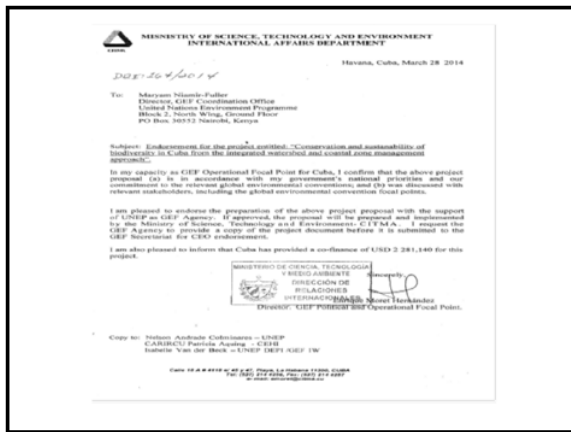 MISNISTRY OF SCIENCE, TECHNOLOGY AND ENVIRONMENT
INTERNATIONAL AFFAIRS DEPARTMENT
Havana, Cuba, March 28 2014
To: Maryam Niamir-Fuller
Director, GEF Coordination Office
United Nations Environment Programme
Block 2, North Wing, Ground Floor
PO Box 30552 Nairobi, Kenya
Subject: Endorsement for the project entitled: "Conservation and sustainability of
biodiversity in Cuba from the integrated watershed and coastal zone management
approach".
In my capacity as GEF Operational Focal Point for Cuba, I confirm that the above project
proposal (a) is in accordance with my government's national priorities and our
commitment to the relevant global environmental conventions; and (b) was discussed with
relevant stakeholders, including the global environmental convention focal points.
I am pleased to endorse the preparation of the above project proposal with the support
of UNEP as GEF Agency. If approved, the proposal will be prepared and implemented
by the Ministry of Science, Technology and Environment- CITMA. I request the
GEF Agency to provide a copy of the project document before it is submitted to the
GEF Secretariat for CEO endorsement.
I am also pleased to inform that Cuba has provided a co-finance of USD 2 281,140 for this
project.
MINISTERIO DE CIENCIA, TECNOLOGIA
Y MEDIO AMBIENTE
Sincerely,
DIRECCIÓN DE
RELACIONES
INTERNACIONALES
Enrique Moret Hernández
Director. GEF Political and Operational Focal Point.
Copy to: Nelson Andrade Colmenares – UNEP
CAR/RCU Patricia - CEHI
Isabelle Van der Beck – UNEP DEPI /GEF IW